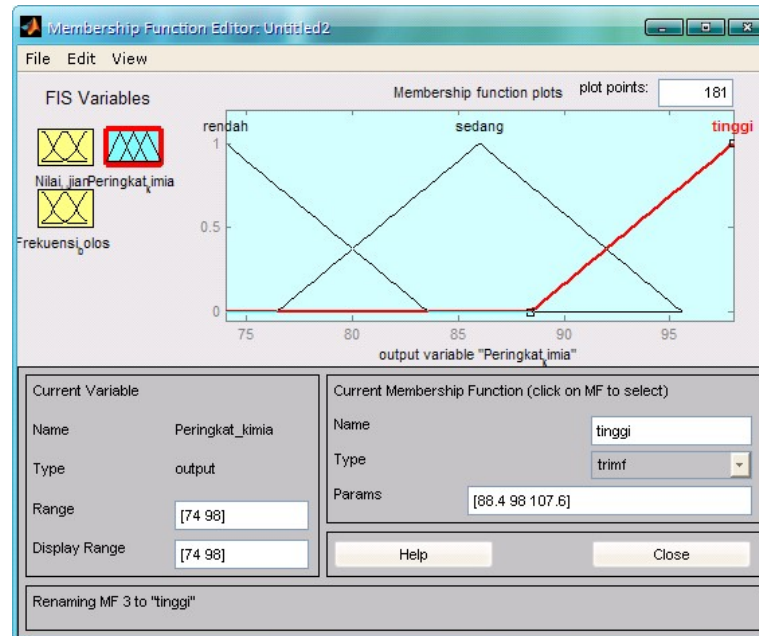 Membership Function Editor: Untitled2
File Edit View
FIS Variables
Membership function plots plot points: 181
rendah sedang tinggi
1
0.5
0
75 80 85 90 95
output variable "Peringkat_kimia"
Nilai_ujian Peringkat_kimia
Frekuensi_bolos
Current Variable
Name Peringkat_kimia
Type output
Range [74 98]
Display Range [74 98]
Current Membership Function (click on MF to select)
Name tinggi
Type trimf
Params [88.4 98 107.6]
Help Close
Renaming MF 3 to "tinggi"